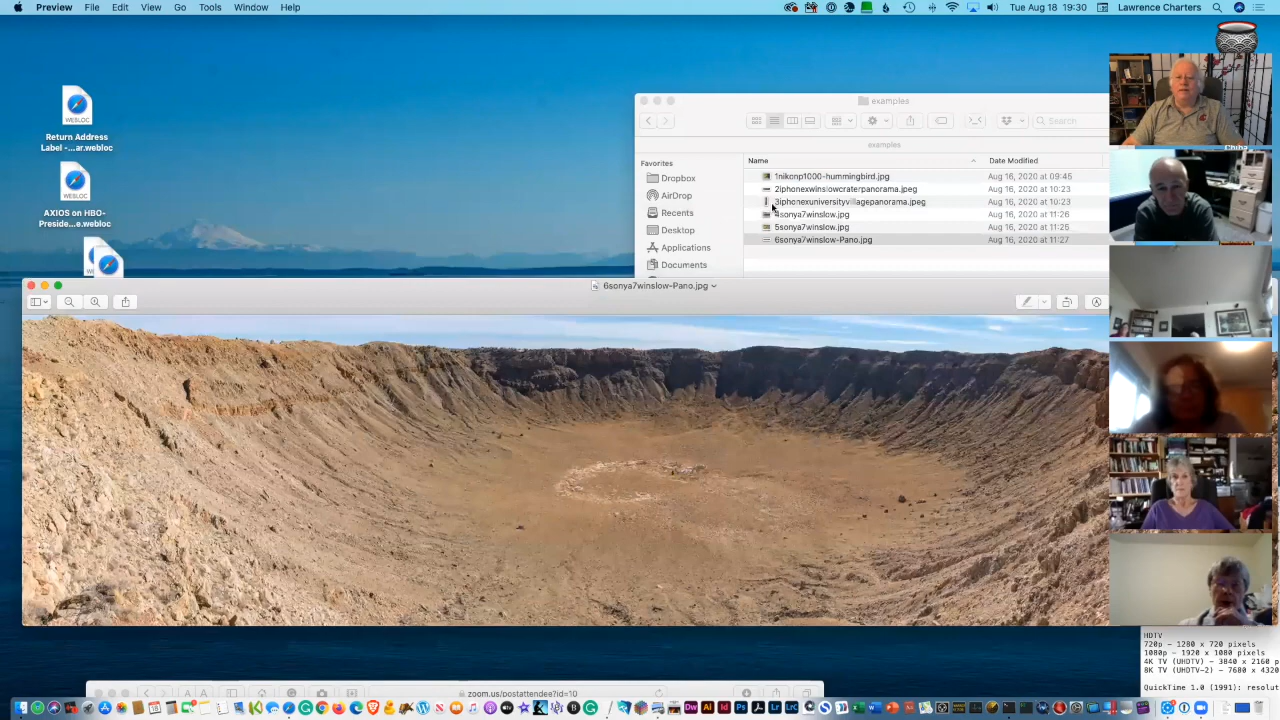 Preview File Edit View Go Tools Window Help Tue Aug 18 19:30 Lawrence Charters
Return Address
Label -...ar.webloc
AXIOS on HBO-
Preside...e.webloc
examples
Search
examples
Favorites
Dropbox
AirDrop
Recents
Desktop
Applications
Documents
Name Date Modified
1nikonp1000-hummingbird.jpg Aug 16, 2020 at 09:45
2iphonexwinslowcraterpanorama.jpeg Aug 16, 2020 at 10:23
3iphonexuniversityvillagepanorama.jpeg Aug 16, 2020 at 10:23
4sonya7winslow.jpg Aug 16, 2020 at 11:26
5sonya7winslow.jpg Aug 16, 2020 at 11:25
6sonya7winslow-Pano.jpg Aug 16, 2020 at 11:27
6sonya7winslow-Pano.jpg
HDTV
720p – 1280 x 720 pixels
1080p – 1920 x 1080 pixels
4K TV (UHDTV) – 3840 x 2160 p
8K TV (UHDTV-2) – 7680 x 4320
QuickTime 1.0 (1991): resolut
zoom.us/postattendee?id=10